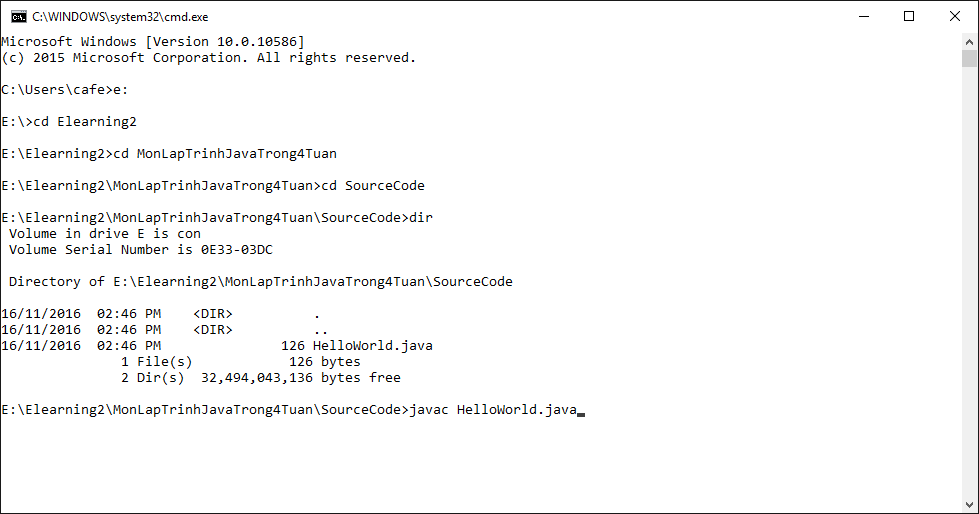 C:\WINDOWS\system32\cmd.exe
Microsoft Windows [Version 10.0.10586]
(c) 2015 Microsoft Corporation. All rights reserved.
C:\Users\cafe>e:
E:\>cd Elearning2
E:\Elearning2>cd MonLapTrinhJavaTrong4Tuan
E:\Elearning2\MonLapTrinhJavaTrong4Tuan>cd SourceCode
E:\Elearning2\MonLapTrinhJavaTrong4Tuan\SourceCode>dir
 Volume in drive E is con
 Volume Serial Number is 0E33-03DC
 Directory of E:\Elearning2\MonLapTrinhJavaTrong4Tuan\SourceCode
16/11/2016  02:46 PM    <DIR>          .
16/11/2016  02:46 PM    <DIR>          ..
16/11/2016  02:46 PM               126 HelloWorld.java
               1 File(s)            126 bytes
               2 Dir(s)  32,494,043,136 bytes free
E:\Elearning2\MonLapTrinhJavaTrong4Tuan\SourceCode>javac HelloWorld.java